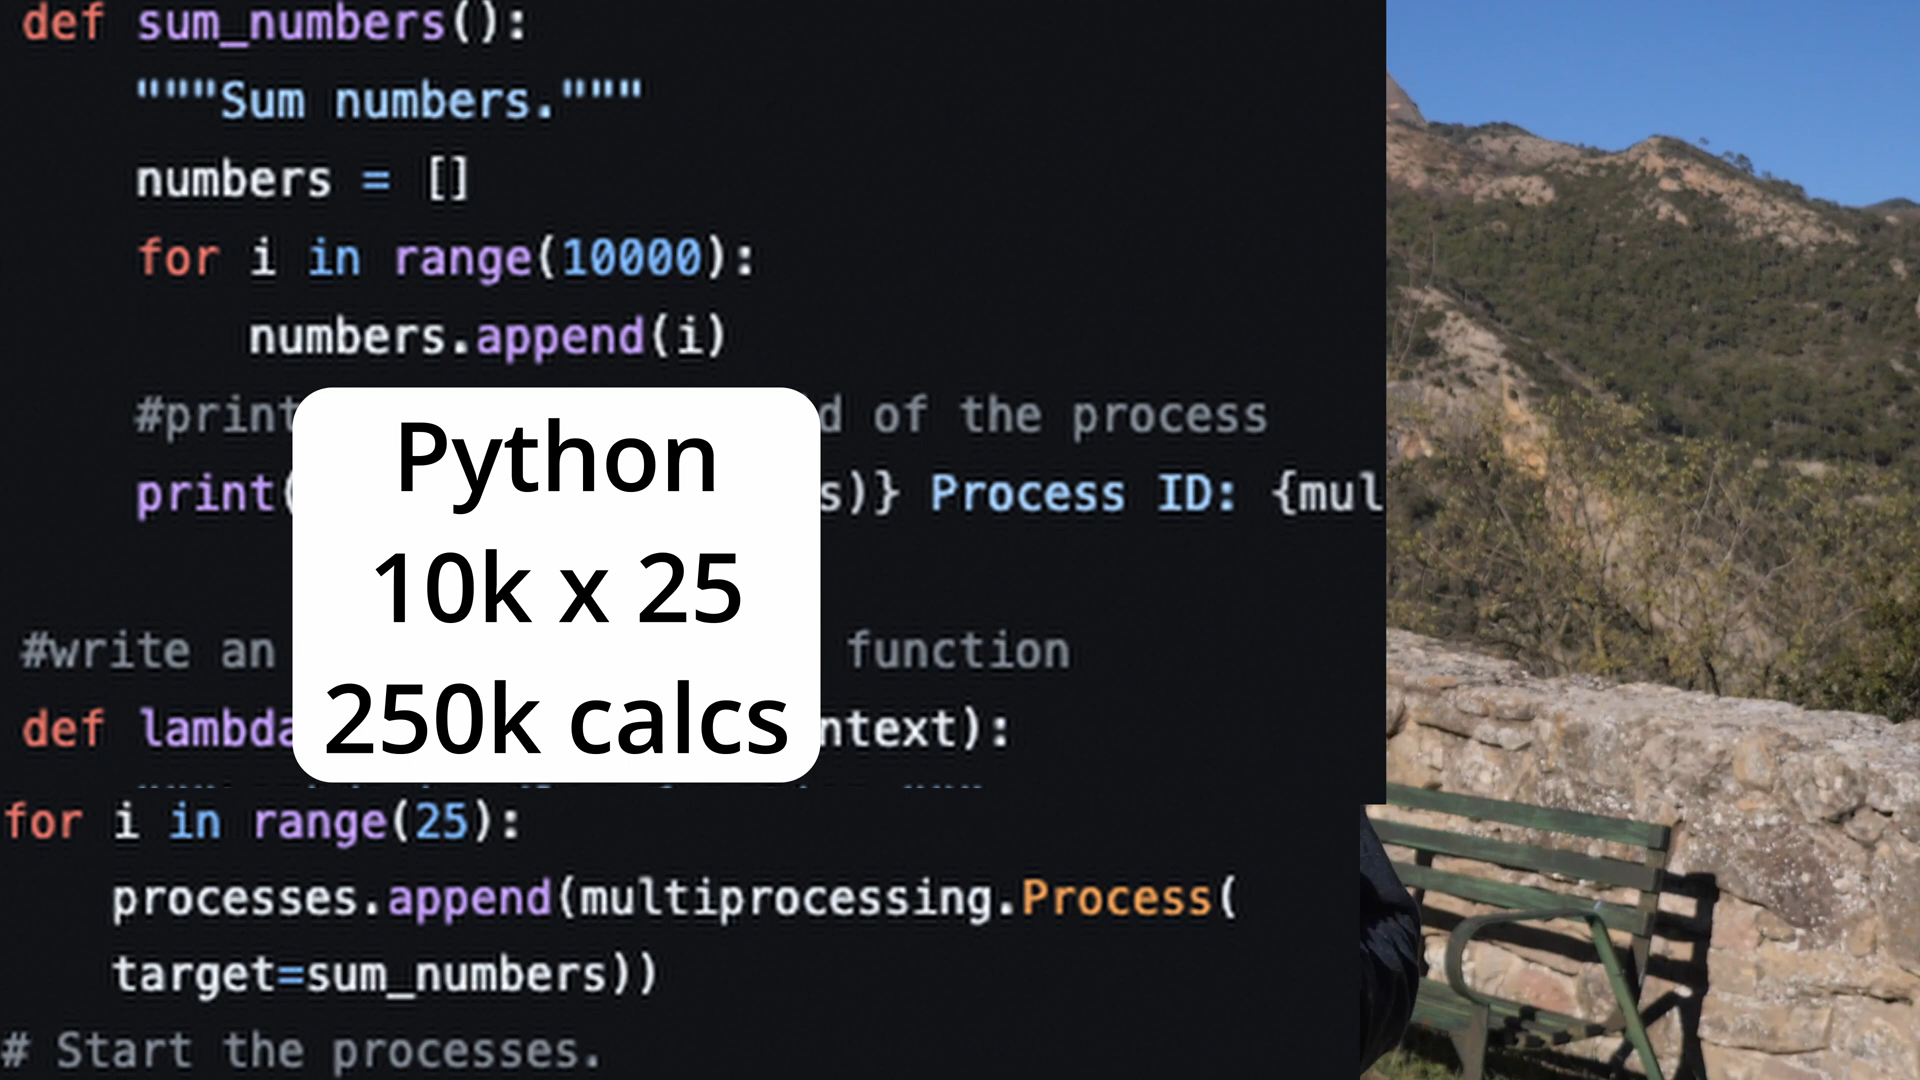 def sum_numbers():
"""Sum numbers."""
numbers = []
for i in range(10000):
numbers.append(i)
#print d of the process
print( s)} Process ID: {mul
#write an function
def lambda ntext):
for i in range(25):
processes.append(multiprocessing.Process(
target=sum_numbers))
# Start the processes.
Python
10k x 25
250k calcs